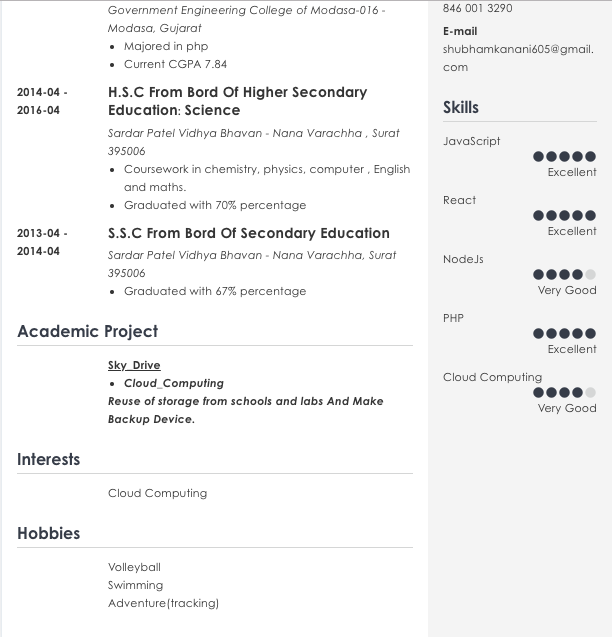 Government Engineering College of Modasa-016 -
Modasa, Gujarat
• Majored in php
• Current CGPA 7.84
2014-04 -
2016-04
H.S.C From Bord Of Higher Secondary
Education: Science
Sardar Patel Vidhya Bhavan - Nana Varachha , Surat
395006
• Coursework in chemistry, physics, computer , English
and maths.
• Graduated with 70% percentage
2013-04 -
2014-04
S.S.C From Bord Of Secondary Education
Sardar Patel Vidhya Bhavan - Nana Varachha, Surat
395006
• Graduated with 67% percentage
Academic Project
Sky_Drive
• Cloud_Computing
Reuse of storage from schools and labs And Make
Backup Device.
Interests
Cloud Computing
Hobbies
Volleyball
Swimming
Adventure(tracking)
846 001 3290
E-mail
shubhamkanani605@gmail.
com
Skills
JavaScript
Excellent
React
Excellent
NodeJs
Very Good
PHP
Excellent
Cloud Computing
Very Good